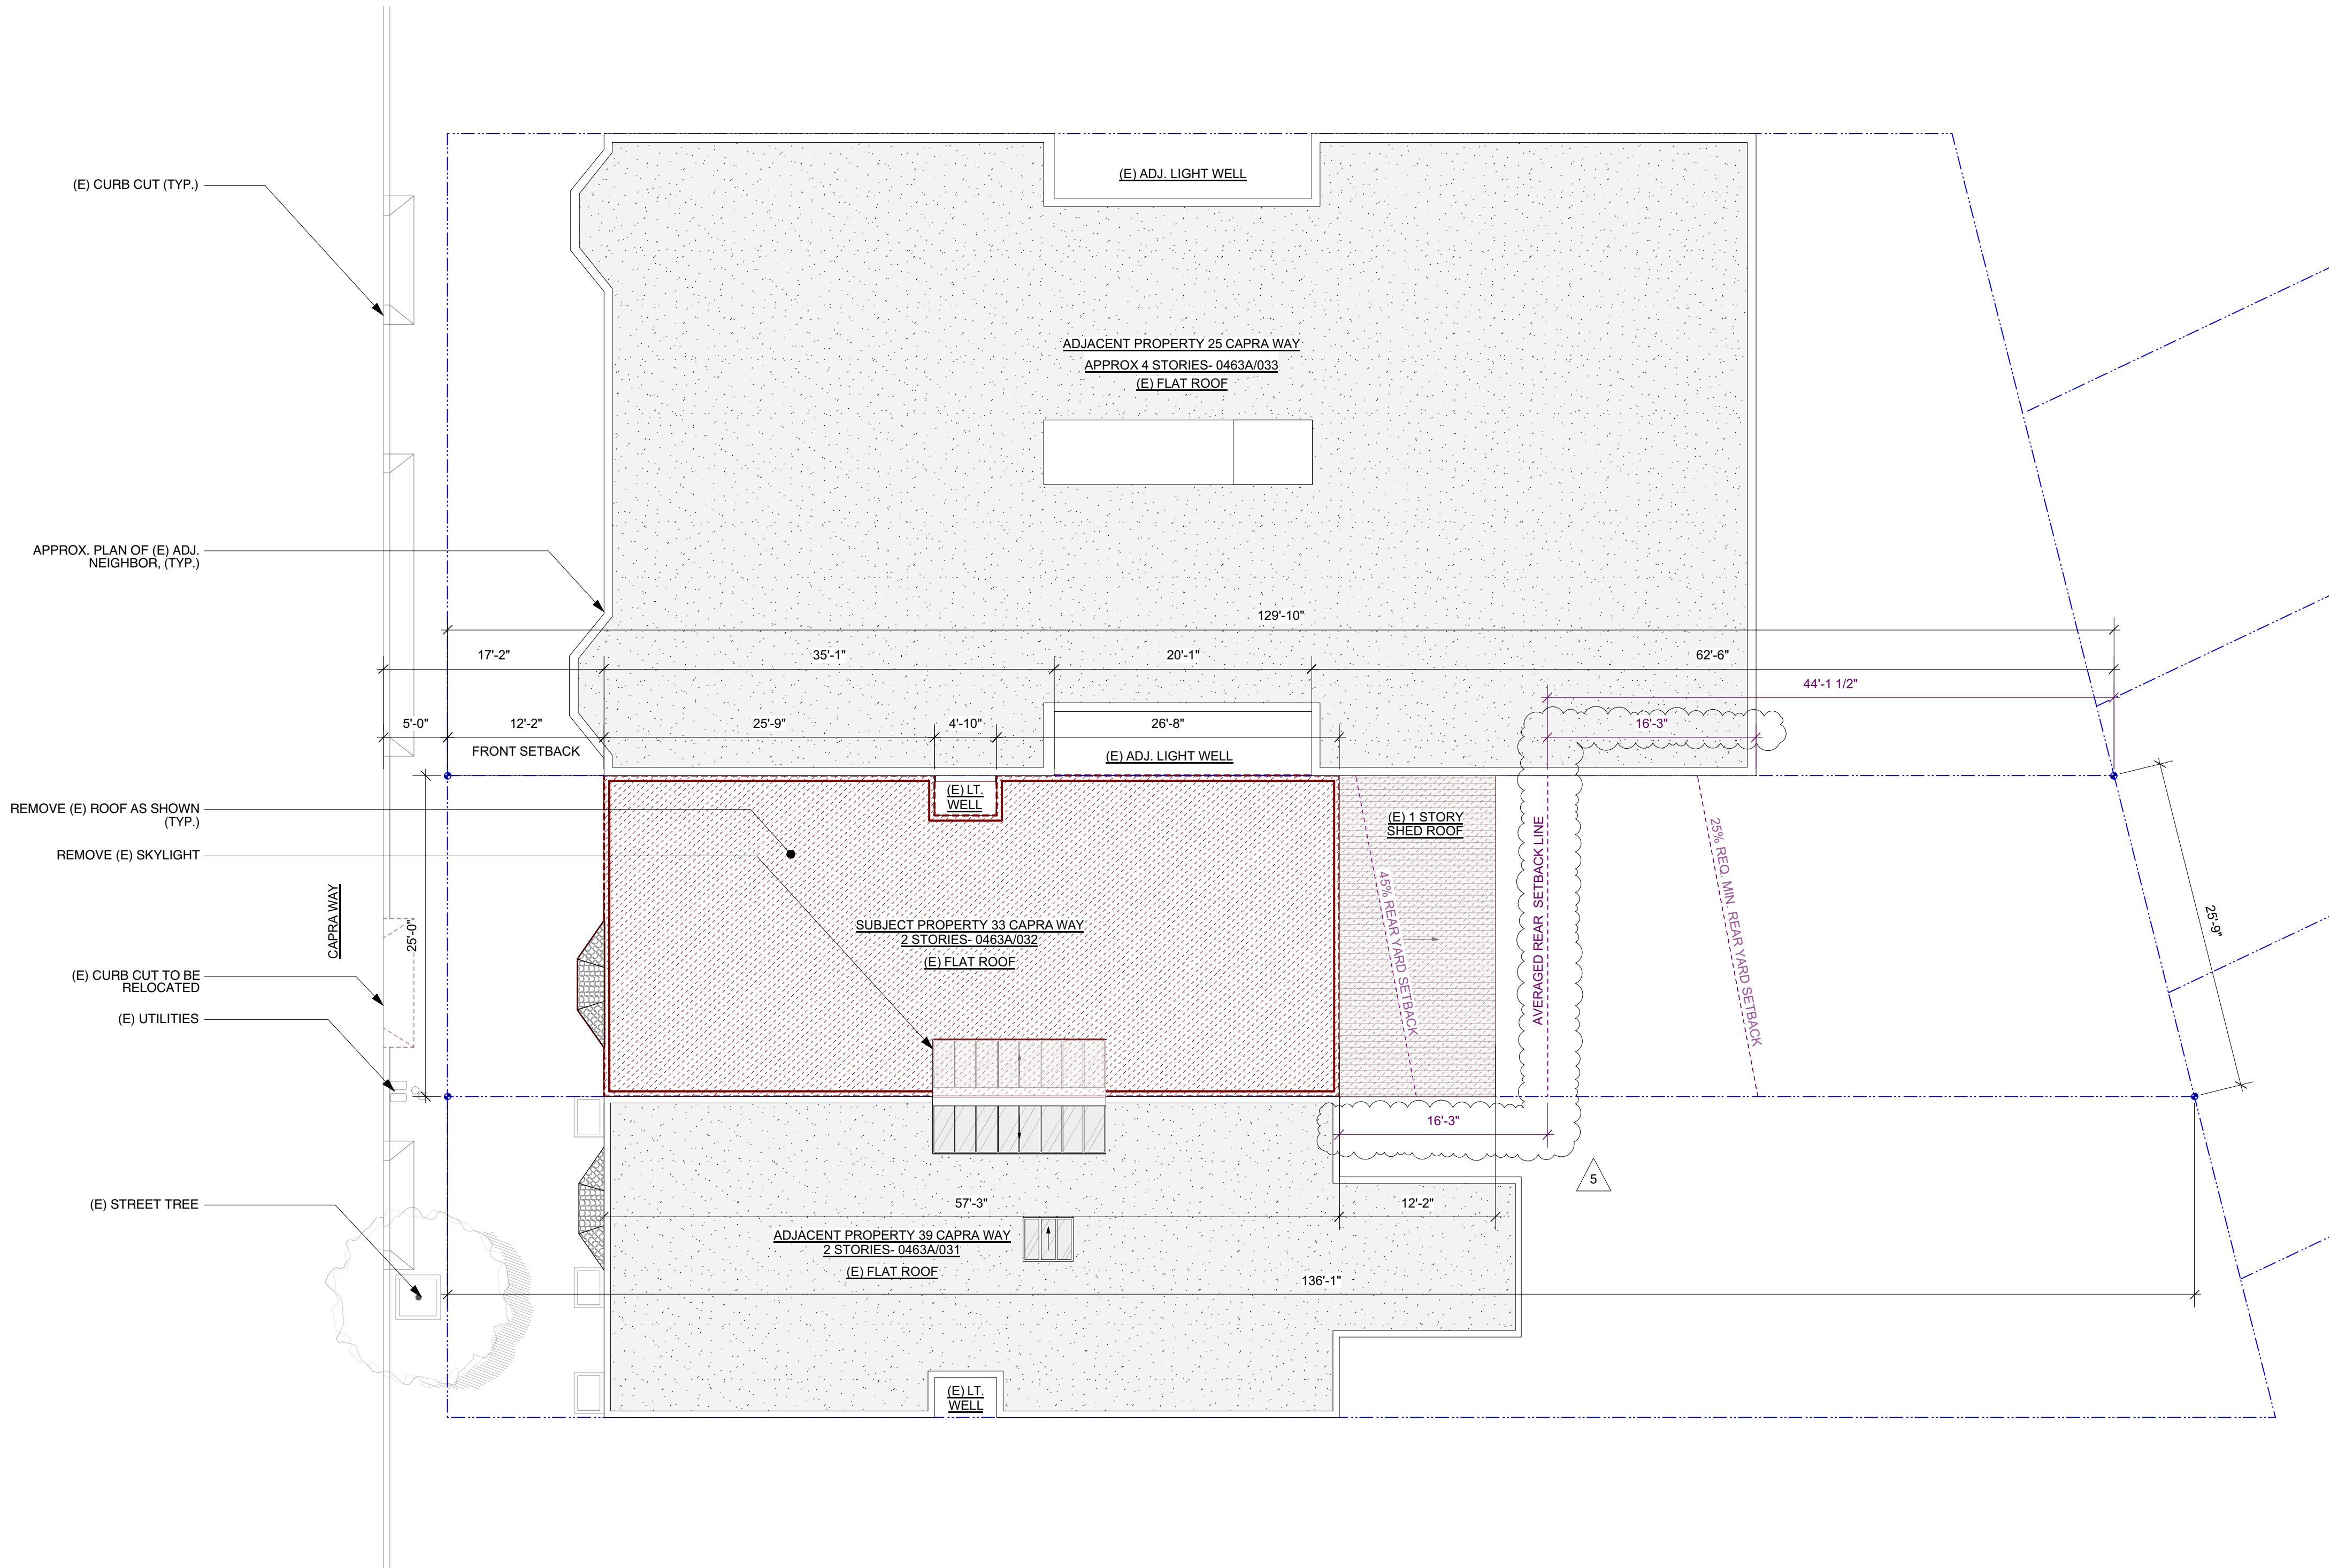 (E) ADJ. LIGHT WELL
(E) CURB CUT (TYP.)
ADJACENT PROPERTY 25 CAPRA WAY
APPROX 4 STORIES- 0463A/033
(E) FLAT ROOF
APPROX. PLAN OF (E) ADJ.
NEIGHBOR, (TYP.)
129'-10"
17'-2"
35'-1"
20'-1"
62'-6"
44'-1 1/2"
5'-0"
12'-2"
25'-9"
4'-10"
26'-8"
16'-3"
FRONT SETBACK
(E) ADJ. LIGHT WELL
REMOVE (E) ROOF AS SHOWN
(TYP.)
(E) LT.
WELL
(E) 1 STORY
SHED ROOF
REMOVE (E) SKYLIGHT
CAPRA WAY
25'-0"
SUBJECT PROPERTY 33 CAPRA WAY
2 STORIES- 0463A/032
(E) FLAT ROOF
45% REAR YARD SETBACK
AVERAGED REAR SETBACK LINE
25% REQ. MIN. REAR YARD SETBACK
25'-9"
(E) CURB CUT TO BE
RELOCATED
(E) UTILITIES
16'-3"
5
(E) STREET TREE
57'-3"
12'-2"
ADJACENT PROPERTY 39 CAPRA WAY
2 STORIES- 0463A/031
(E) FLAT ROOF
136'-1"
(E) LT.
WELL